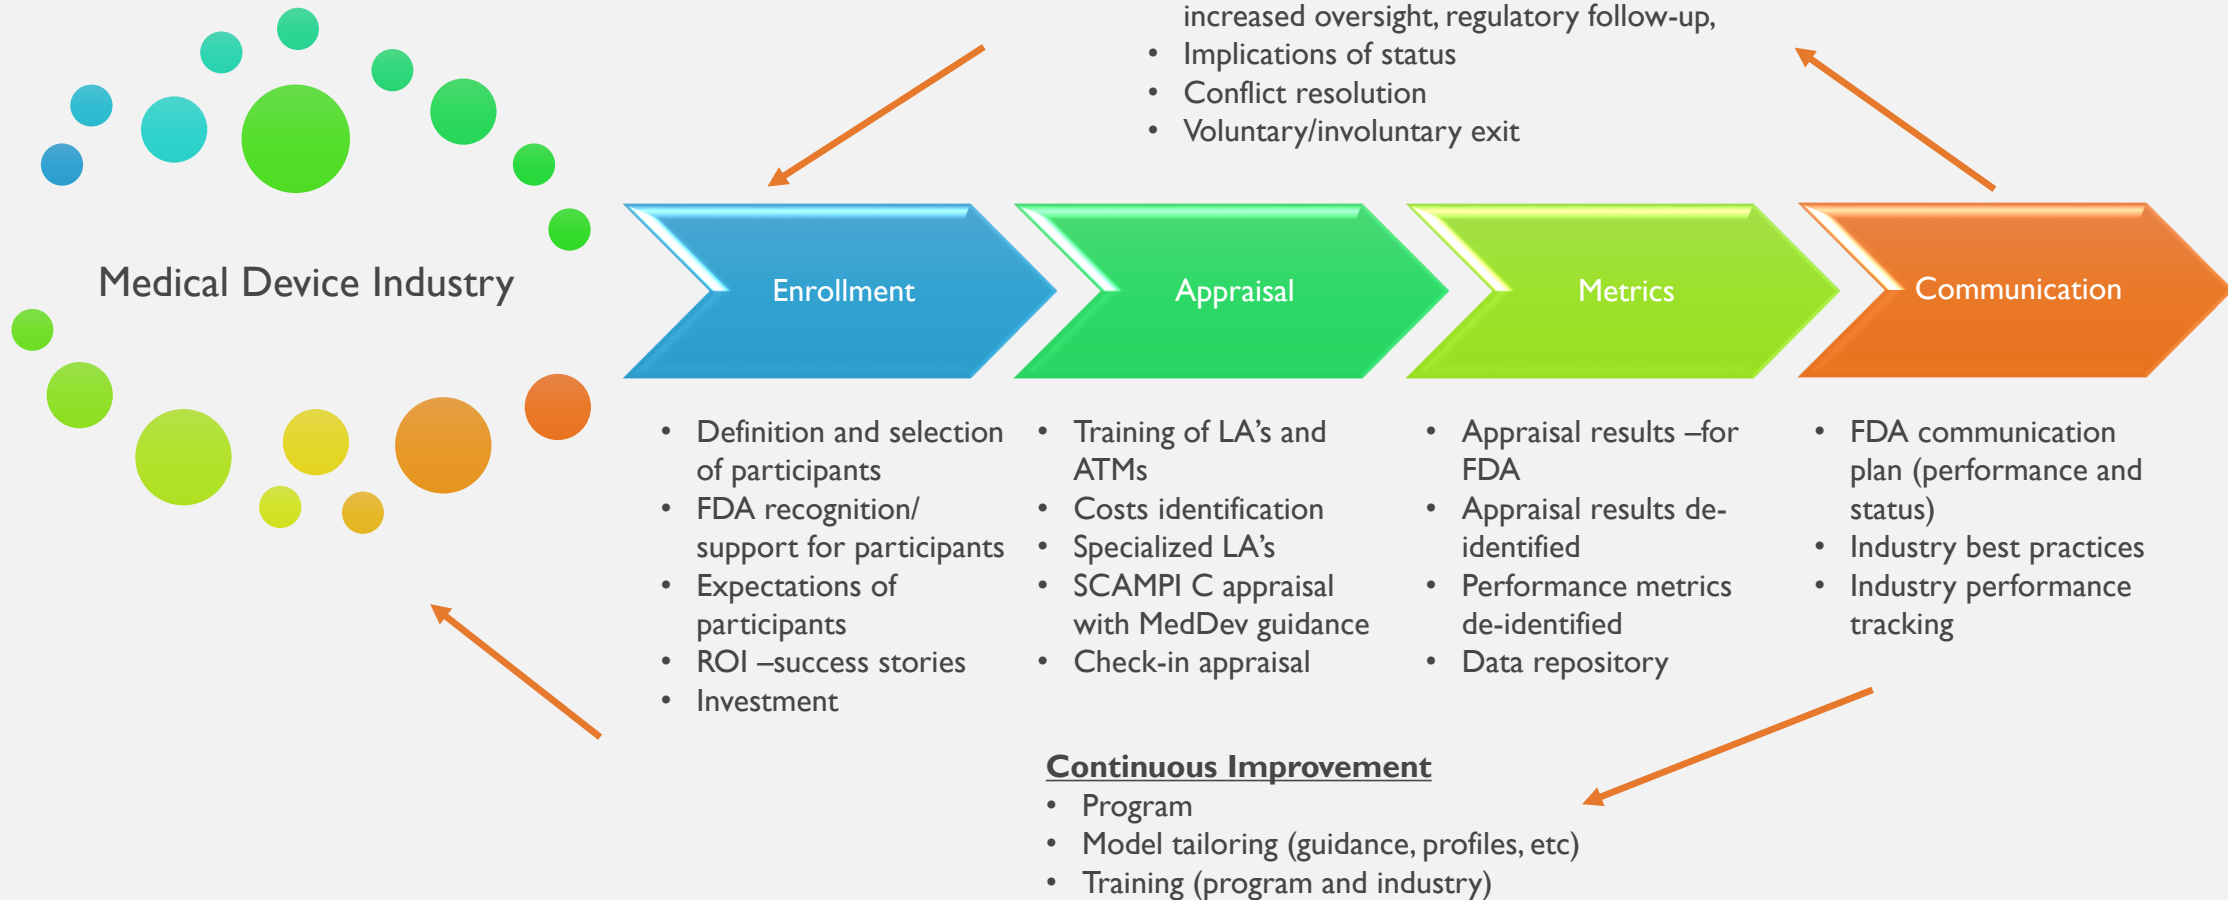 increased oversight, regulatory follow-up,
• Implications of status
• Conflict resolution
• Voluntary/involuntary exit
Medical Device Industry
Enrollment
Appraisal
Metrics
Communication
• Definition and selection
of participants
• FDA recognition/
support for participants
• Expectations of
participants
• ROI –success stories
• Investment
• Training of LA’s and
ATMs
• Costs identification
• Specialized LA’s
• SCAMPI C appraisal
with MedDev guidance
• Check-in appraisal
• Appraisal results –for
FDA
• Appraisal results de-
identified
• Performance metrics
de-identified
• Data repository
• FDA communication
plan (performance and
status)
• Industry best practices
• Industry performance
tracking
Continuous Improvement
• Program
• Model tailoring (guidance, profiles, etc)
• Training (program and industry)